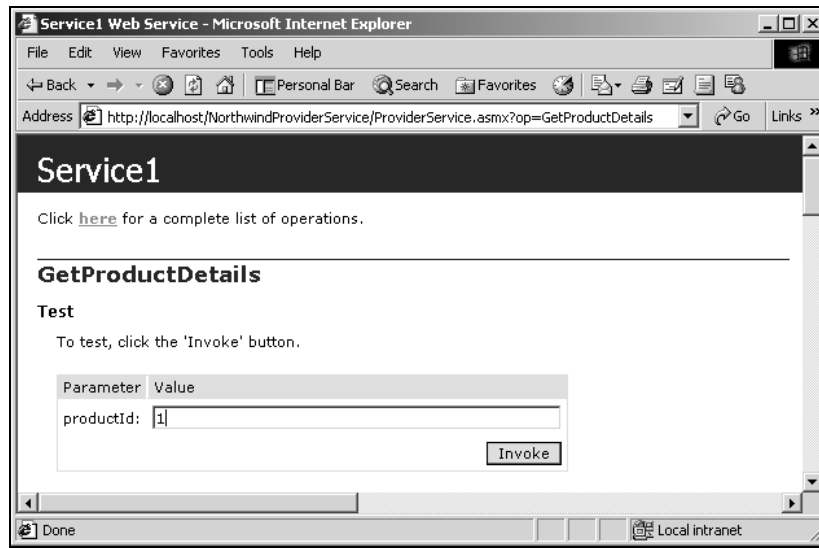 Service1 Web Service - Microsoft Internet Explorer
File Edit View Favorites Tools Help
Back Personal Bar Search Favorites
Address http://localhost/NorthwindProviderService/ProviderService.asmx?op=GetProductDetails Go Links »
Service1
Click here for a complete list of operations.
GetProductDetails
Test
To test, click the 'Invoke' button.
Parameter Value
productId: 1
Invoke
Done Local intranet